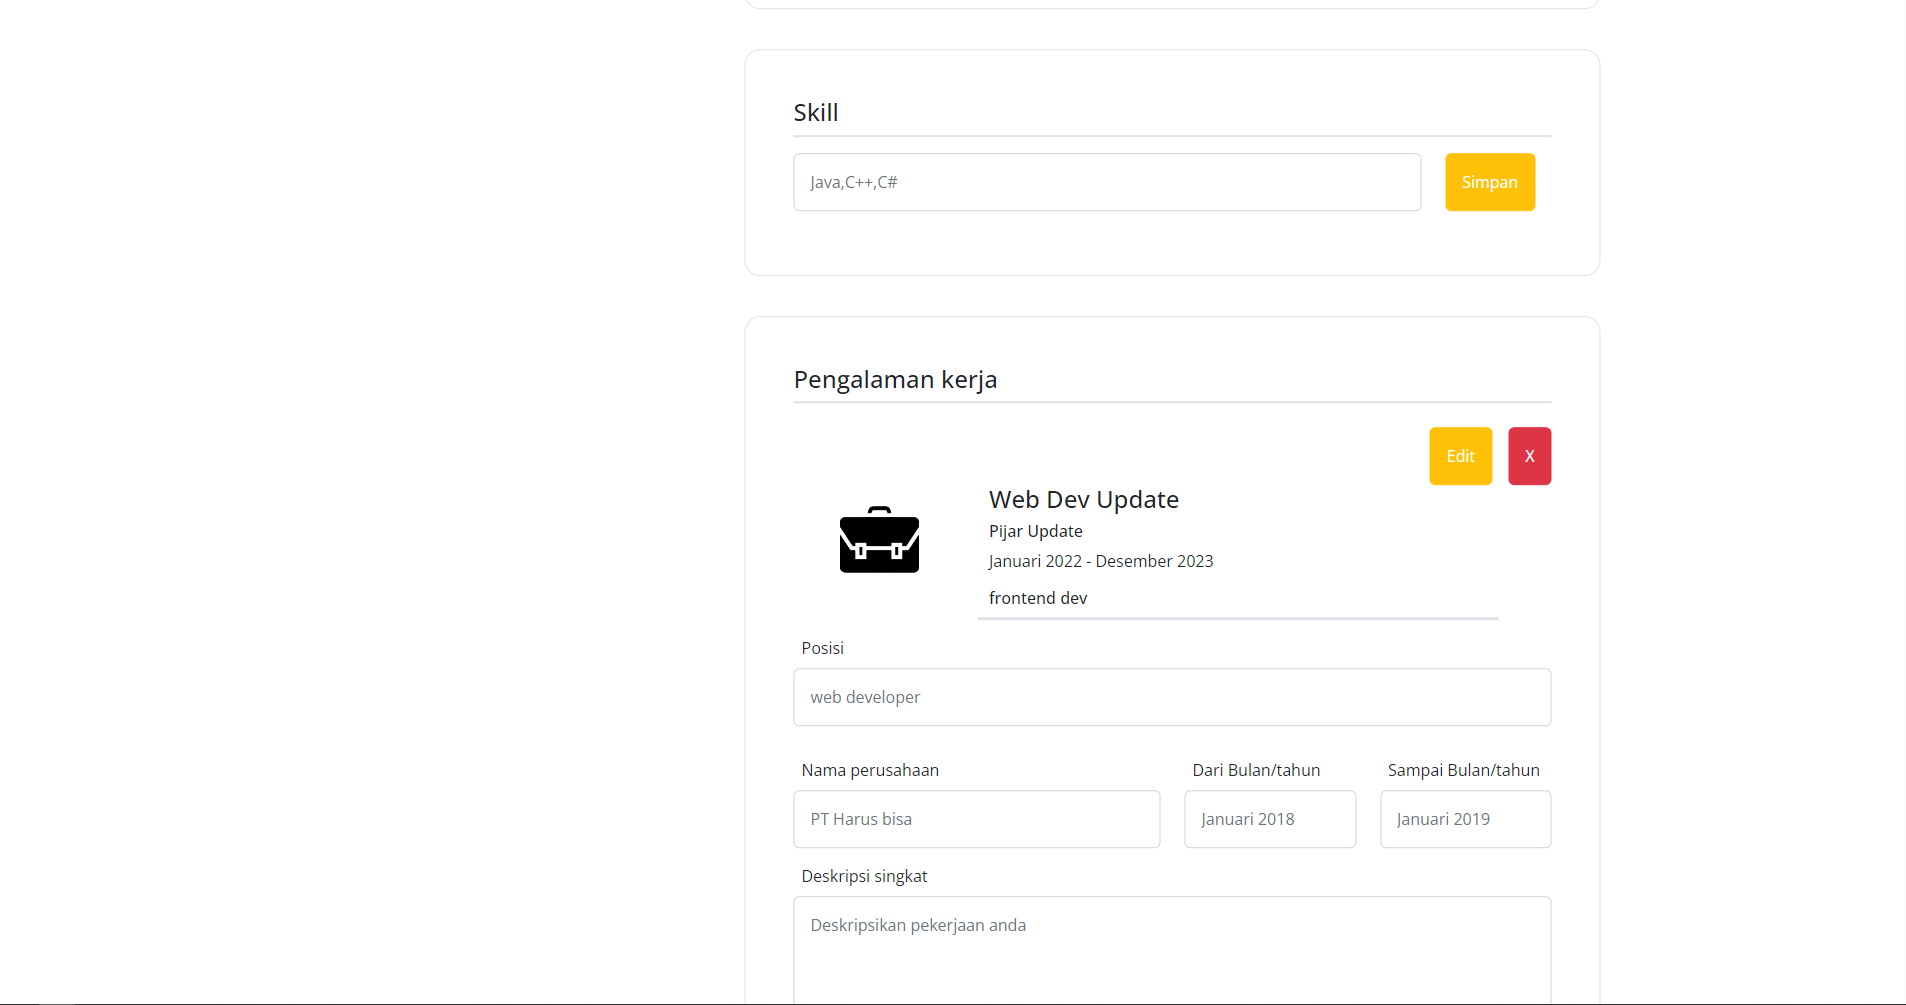 Skill
Java,C++,C#
Simpan
Pengalaman kerja
Edit
X
Web Dev Update
Pijar Update
Januari 2022 - Desember 2023
frontend dev
Posisi
web developer
Nama perusahaan
Dari Bulan/tahun
Sampai Bulan/tahun
PT Harus bisa
Januari 2018
Januari 2019
Deskripsi singkat
Deskripsikan pekerjaan anda